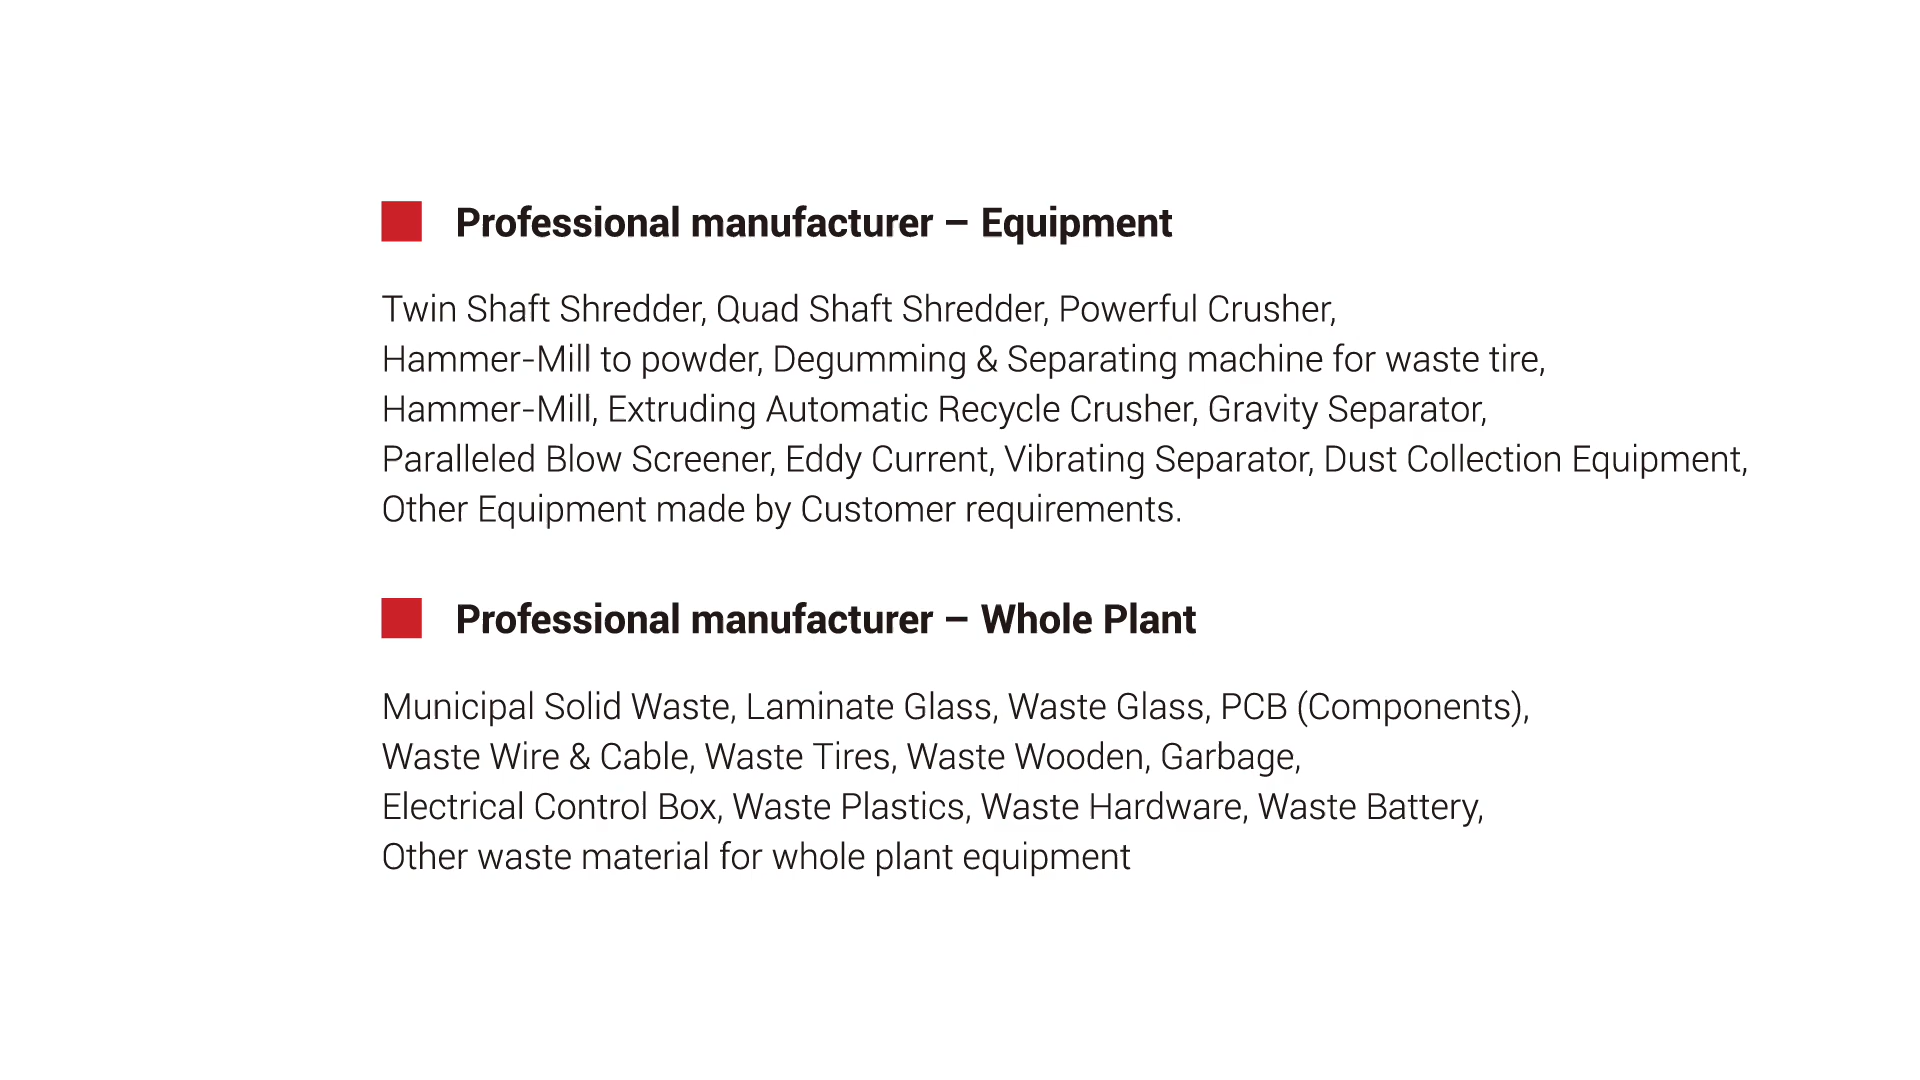 Professional manufacturer – Equipment
Twin Shaft Shredder, Quad Shaft Shredder, Powerful Crusher,
Hammer-Mill to powder, Degumming & Separating machine for waste tire,
Hammer-Mill, Extruding Automatic Recycle Crusher, Gravity Separator,
Paralleled Blow Screener, Eddy Current, Vibrating Separator, Dust Collection Equipment,
Other Equipment made by Customer requirements.
Professional manufacturer – Whole Plant
Municipal Solid Waste, Laminate Glass, Waste Glass, PCB (Components),
Waste Wire & Cable, Waste Tires, Waste Wooden, Garbage,
Electrical Control Box, Waste Plastics, Waste Hardware, Waste Battery,
Other waste material for whole plant equipment